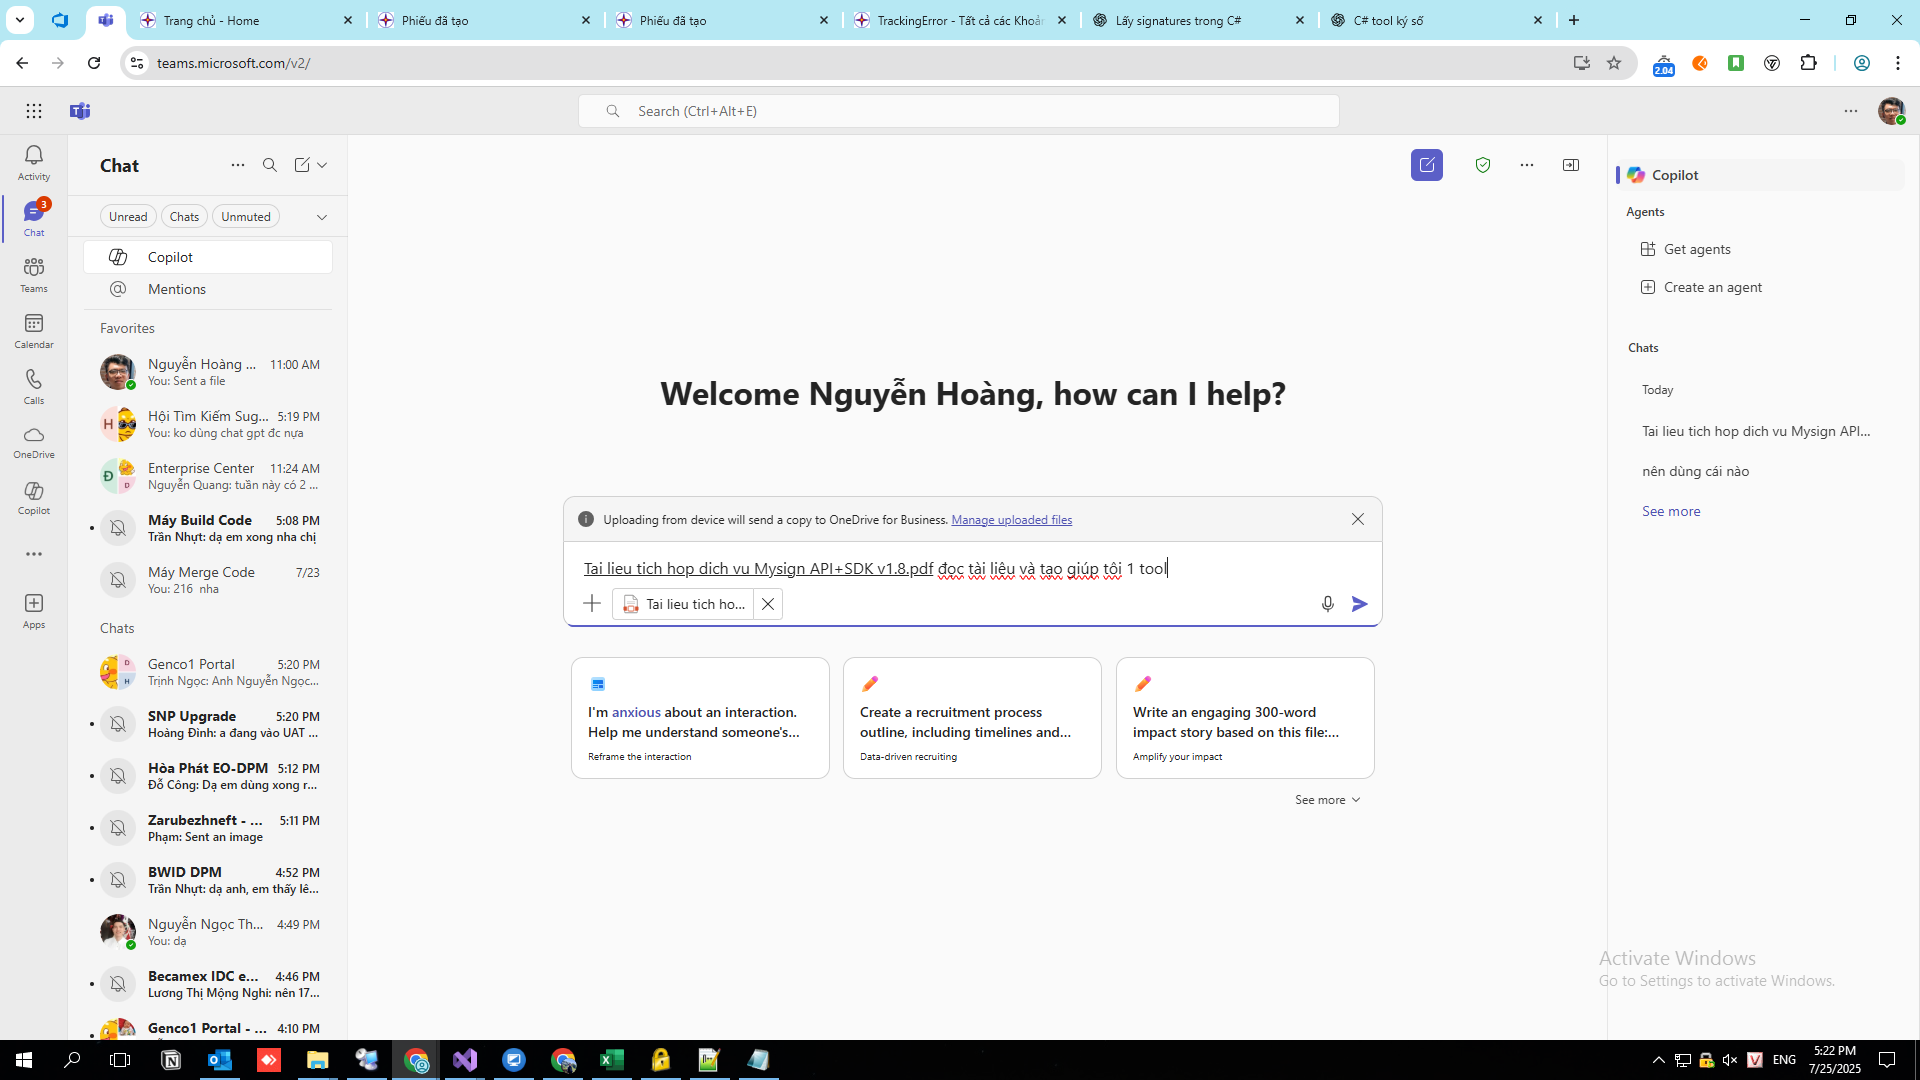 Trang chủ - Home
Phiếu đã tạo
Phiếu đã tạo
TrackingError - Tất cả các Khoản
Lấy signatures trong C#
C# tool ký số
teams.microsoft.com/v2/
2.04
Search (Ctrl+Alt+E)
Activity
3
Chat
Teams
Calendar
Calls
OneDrive
Copilot
Apps
Chat
Unread
Chats
Unmuted
Copilot
Mentions
Favorites
Nguyễn Hoàng ... 11:00 AM
You: Sent a file
H
Hội Tìm Kiếm Sug... 5:19 PM
You: ko dùng chat gpt đc nựa
Đ
D
Enterprise Center 11:24 AM
Nguyễn Quang: tuần này có 2 ...
Máy Build Code 5:08 PM
Trần Nhựt: dạ em xong nha chị
Máy Merge Code 7/23
You: 216 nha
Chats
D
H
Genco1 Portal 5:20 PM
Trịnh Ngọc: Anh Nguyễn Ngọc...
SNP Upgrade 5:20 PM
Hoàng Đình: a đang vào UAT ...
Hòa Phát EO-DPM 5:12 PM
Đỗ Công: Dạ em dùng xong r...
Zarubezhneft - ... 5:11 PM
Phạm: Sent an image
BWID DPM 4:52 PM
Trần Nhựt: dạ anh, em thấy lê...
Nguyễn Ngọc Th... 4:49 PM
You: dạ
Becamex IDC e... 4:46 PM
Lương Thị Mộng Nghi: nên 17...
Genco1 Portal - ... 4:10 PM
Welcome Nguyễn Hoàng, how can I help?
Uploading from device will send a copy to OneDrive for Business. Manage uploaded files
Tai lieu tich hop dich vu Mysign API+SDK v1.8.pdf đọc tài liệu và tạo giúp tôi 1 tool
Tai lieu tich ho...
I'm anxious about an interaction.
Help me understand someone's...
Reframe the interaction
Create a recruitment process
outline, including timelines and...
Data-driven recruiting
Write an engaging 300-word
impact story based on this file:...
Amplify your impact
See more
Copilot
Agents
Get agents
Create an agent
Chats
Today
Tai lieu tich hop dich vu Mysign API...
nên dùng cái nào
See more
Activate Windows
Go to Settings to activate Windows.
V
ENG
5:22 PM
7/25/2025